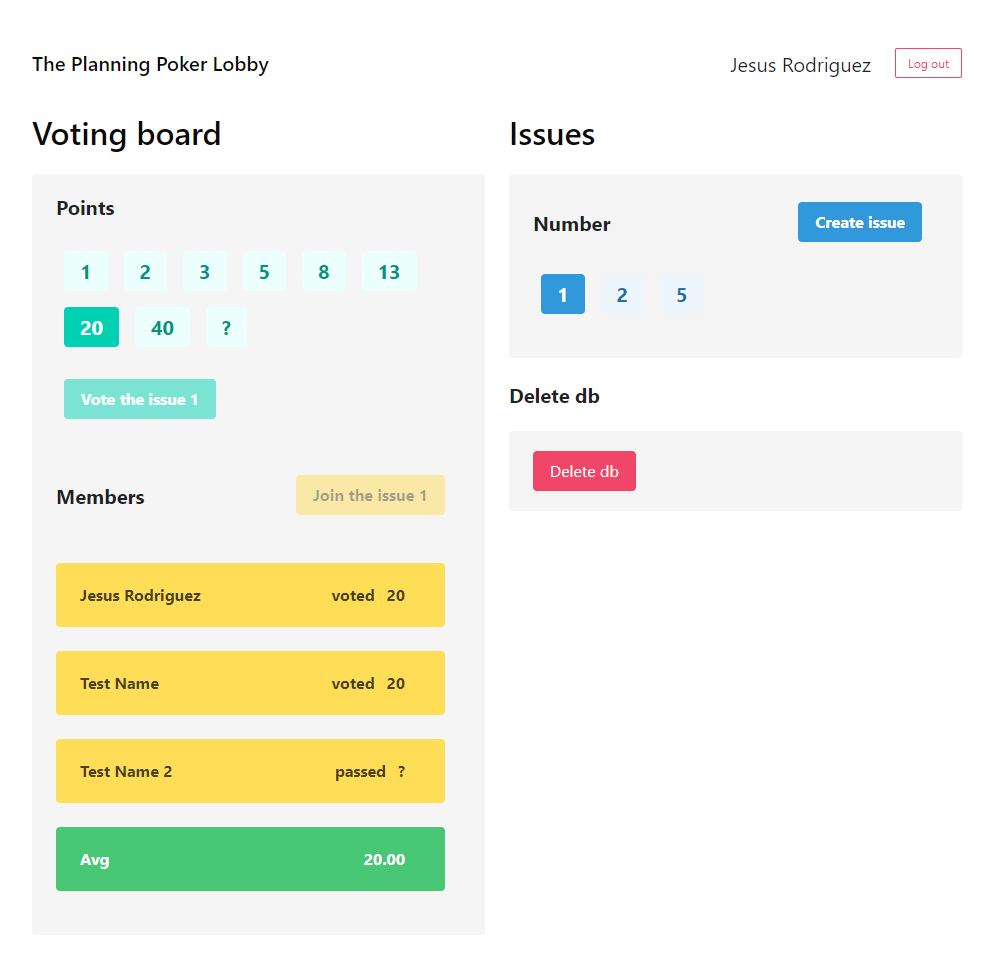 The Planning Poker Lobby
Jesus Rodriguez
Log out
Voting board
Points
1 2 3 5 8 13
20 40 ?
Vote the issue 1
Members
Join the issue 1
Jesus Rodriguez voted 20
Test Name voted 20
Test Name 2 passed ?
Avg 20.00
Issues
Number
Create issue
1 2 5
Delete db
Delete db